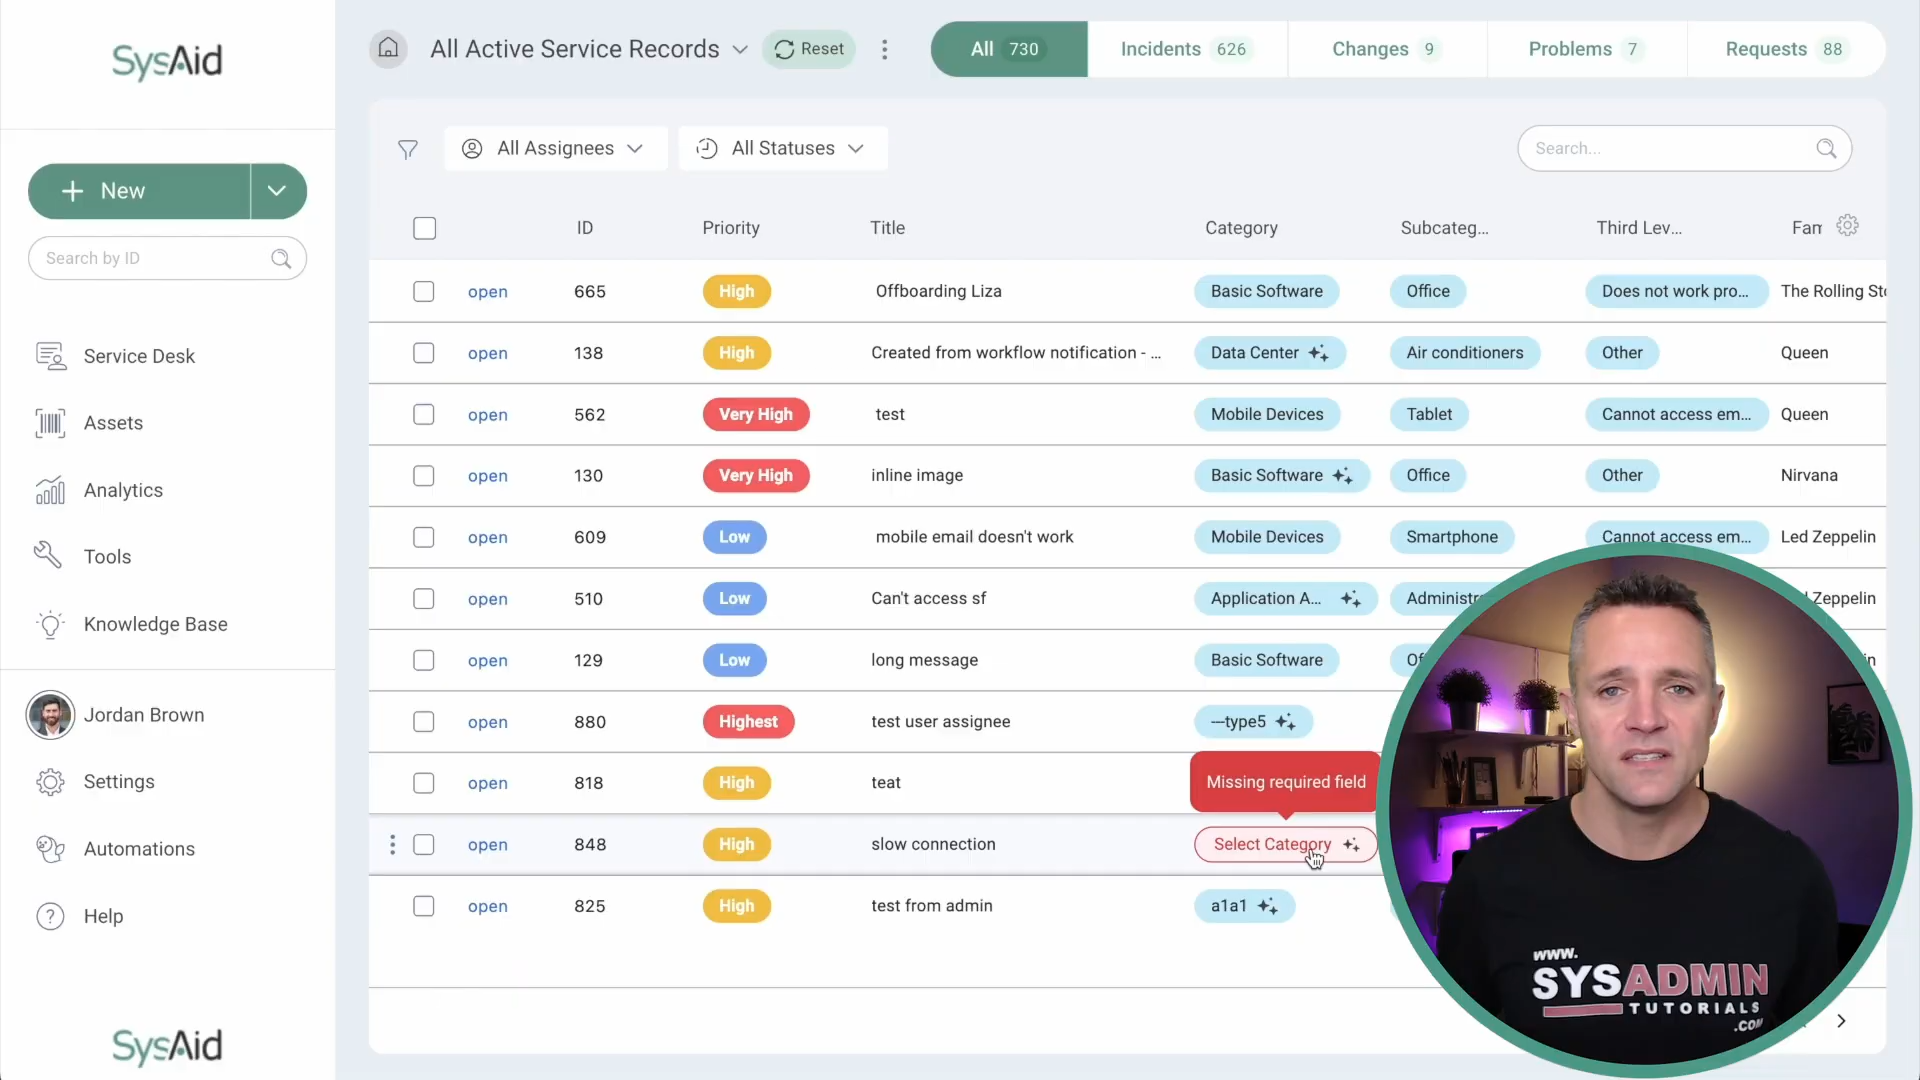 SysAid
All Active Service Records
Reset
All 730
Incidents 626
Changes 9
Problems 7
Requests 88
New
Search by ID
Service Desk
Assets
Analytics
Tools
Knowledge Base
Jordan Brown
Settings
Automations
Help
SysAid
All Assignees
All Statuses
Search...
ID Priority Title Category Subcateg... Third Lev... Fam
open 665 High Offboarding Liza Basic Software Office Does not work pro... The Rolling Sto
open 138 High Created from workflow notification - ... Data Center Air conditioners Other Queen
open 562 Very High test Mobile Devices Tablet Cannot access em... Queen
open 130 Very High inline image Basic Software Office Other Nirvana
open 609 Low mobile email doesn't work Mobile Devices Smartphone Cannot access em... Led Zeppelin
open 510 Low Can't access sf Application A... Administr Zeppelin
open 129 Low long message Basic Software
open 880 Highest test user assignee ---type5
open 818 High teat
Missing required field
open 848 High slow connection Select Category
open 825 High test from admin a1a1
www.
SYSADMIN
TUTORIALS
.COM